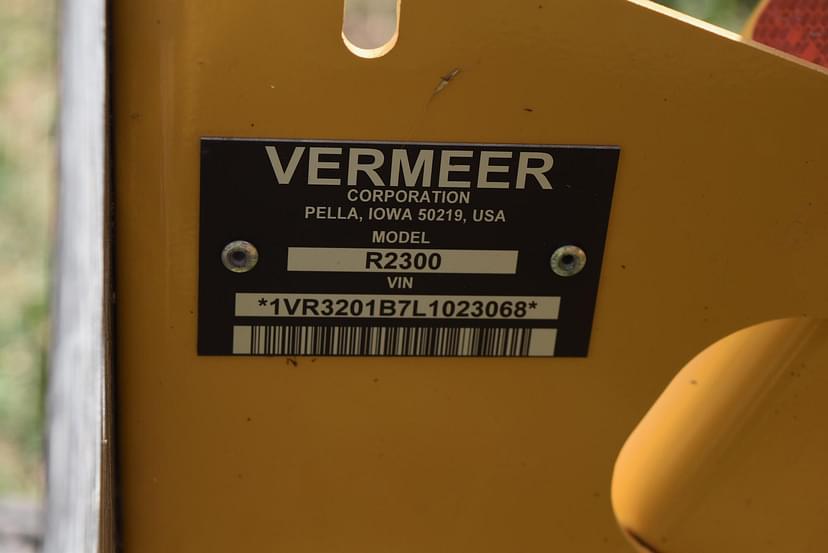 VERMEER
CORPORATION
PELLA, IOWA 50219, USA
MODEL
R2300
VIN
*1VR3201B7L1023068*